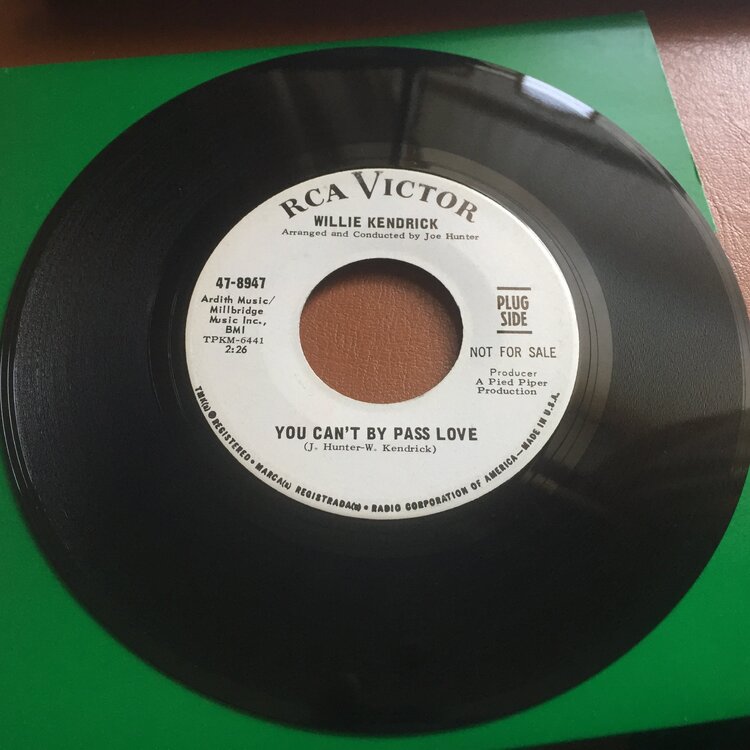 RCA VICTOR
WILLIE KENDRICK
Arranged and Conducted by Joe Hunter
47-8947
Ardith Music/
Millbridge
Music Inc.,
BMI
TPKM-6441
2:26
PLUG
SIDE
NOT FOR SALE
Producer
A Pied Piper
Production
YOU CAN'T BY PASS LOVE
(J. Hunter-W. Kendrick)
TMK(s) ® REGISTERED • MARCA(s) REGISTRADA(s) • RADIO CORPORATION OF AMERICA—MADE IN U.S.A.